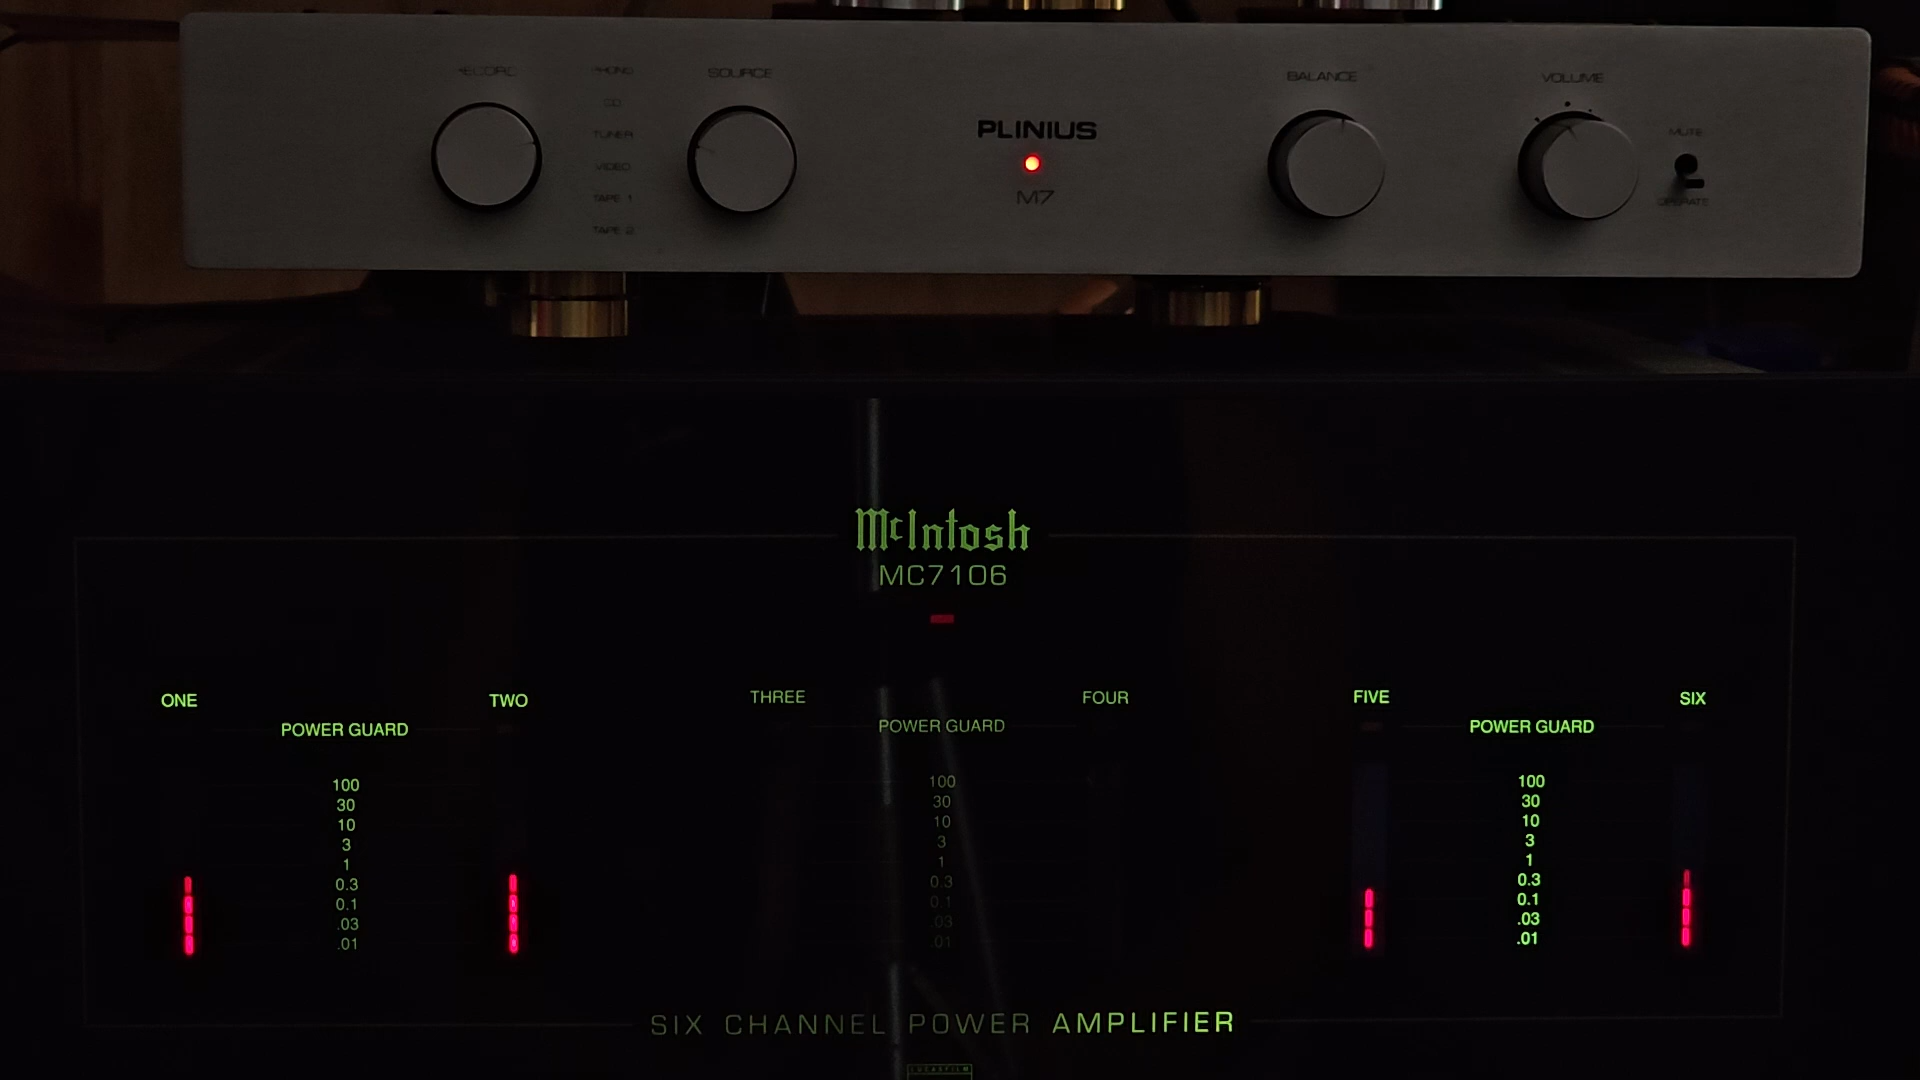 RECORD
PHONO
SOURCE
BALANCE
VOLUME
CD
TUNER
PLINIUS
MUTE
VIDEO
TAPE 1
M7
OPERATE
TAPE 2
McIntosh
MC7106
ONE
TWO
THREE
FOUR
FIVE
SIX
POWER GUARD
POWER GUARD
POWER GUARD
100
30
10
3
1
0.3
0.1
.03
.01
100
30
10
3
1
0.3
0.1
.03
.01
100
30
10
3
1
0.3
0.1
.03
.01
SIX CHANNEL POWER AMPLIFIER
LUCASFILM